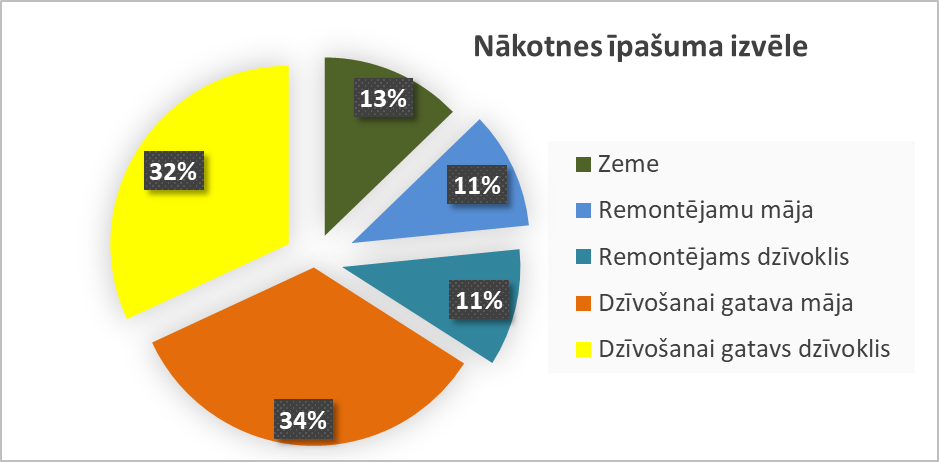 Nākotnes īpašuma izvēle
13%
11%
11%
34%
32%
Zeme
Remontējamu māja
Remontējams dzīvoklis
Dzīvošanai gatava māja
Dzīvošanai gatavs dzīvoklis